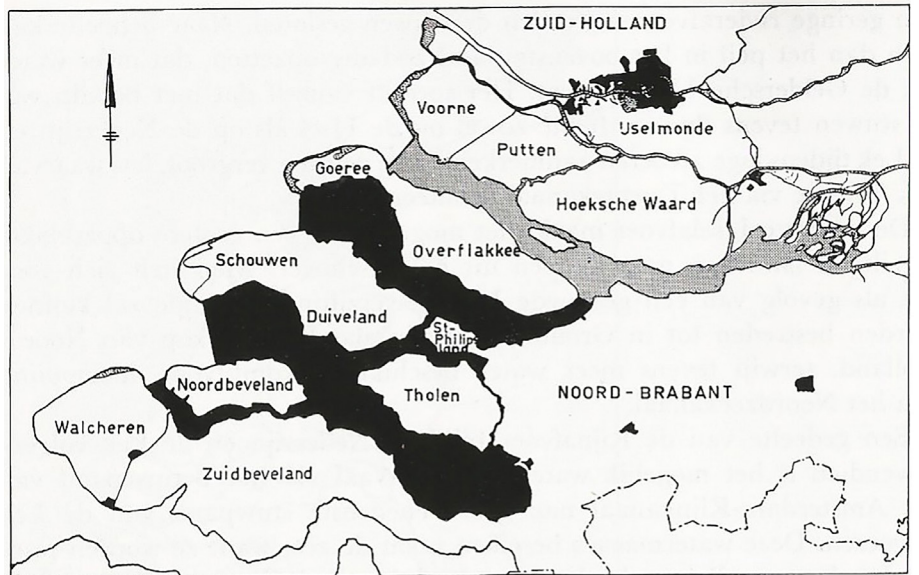 ZUID-HOLLAND
Voorne
IJselmonde
Putten
Goeree
Hoeksche Waard
Overflakkee
Schouwen
Duiveland
St-
Philips
land
Noordbeveland
Tholen
NOORD-BRABANT
Walcheren
Zuidbeveland